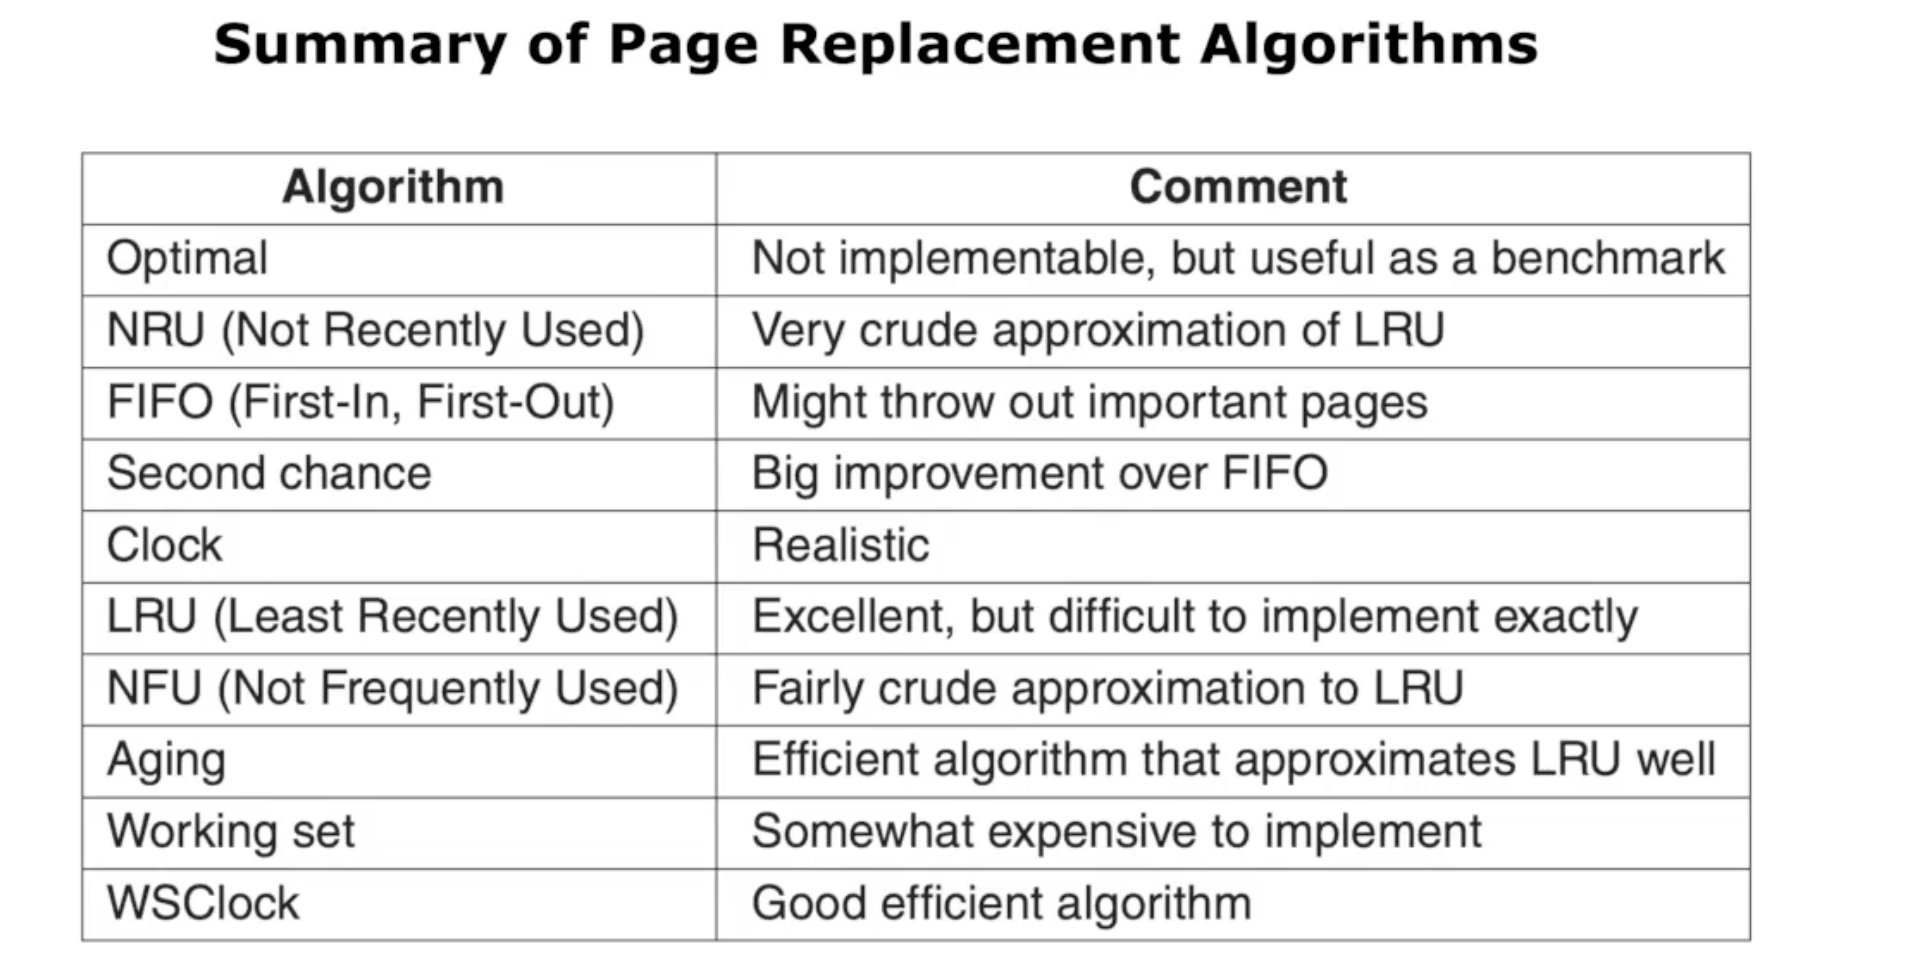 Summary of Page Replacement Algorithms
Algorithm Comment
Optimal Not implementable, but useful as a benchmark
NRU (Not Recently Used) Very crude approximation of LRU
FIFO (First-In, First-Out) Might throw out important pages
Second chance Big improvement over FIFO
Clock Realistic
LRU (Least Recently Used) Excellent, but difficult to implement exactly
NFU (Not Frequently Used) Fairly crude approximation to LRU
Aging Efficient algorithm that approximates LRU well
Working set Somewhat expensive to implement
WSClock Good efficient algorithm